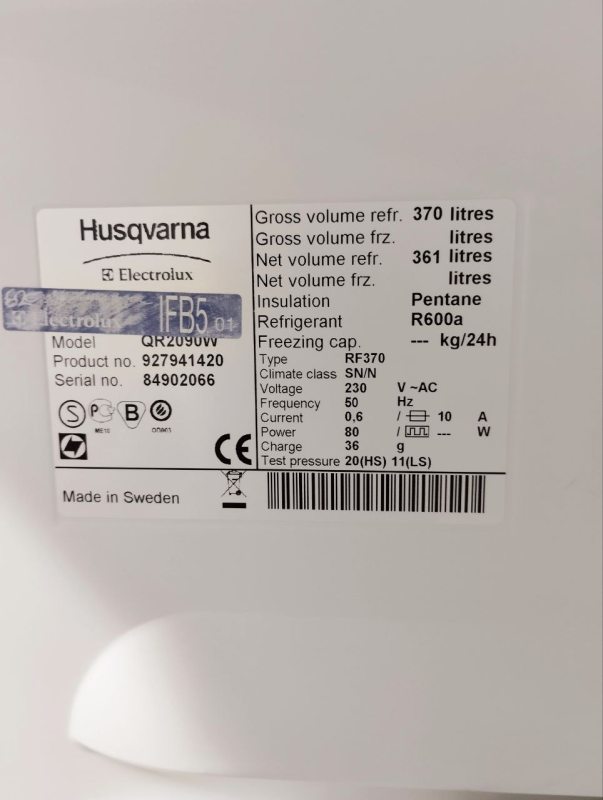 Husqvarna
Electrolux
Electrolux IFB5 01
Model QR2090W
Product no. 927941420
Serial no. 84902066
S PC B
ME10
CE
Made in Sweden
Gross volume refr. 370 litres
Gross volume frz. litres
Net volume refr. 361 litres
Net volume frz. litres
Insulation Pentane
Refrigerant R600a
Freezing cap. --- kg/24h
Type RF370
Climate class SN/N
Voltage 230 V ~AC
Frequency 50 Hz
Current 0,6 / 10 A
Power 80 / --- W
Charge 36 g
Test pressure 20(HS) 11(LS)